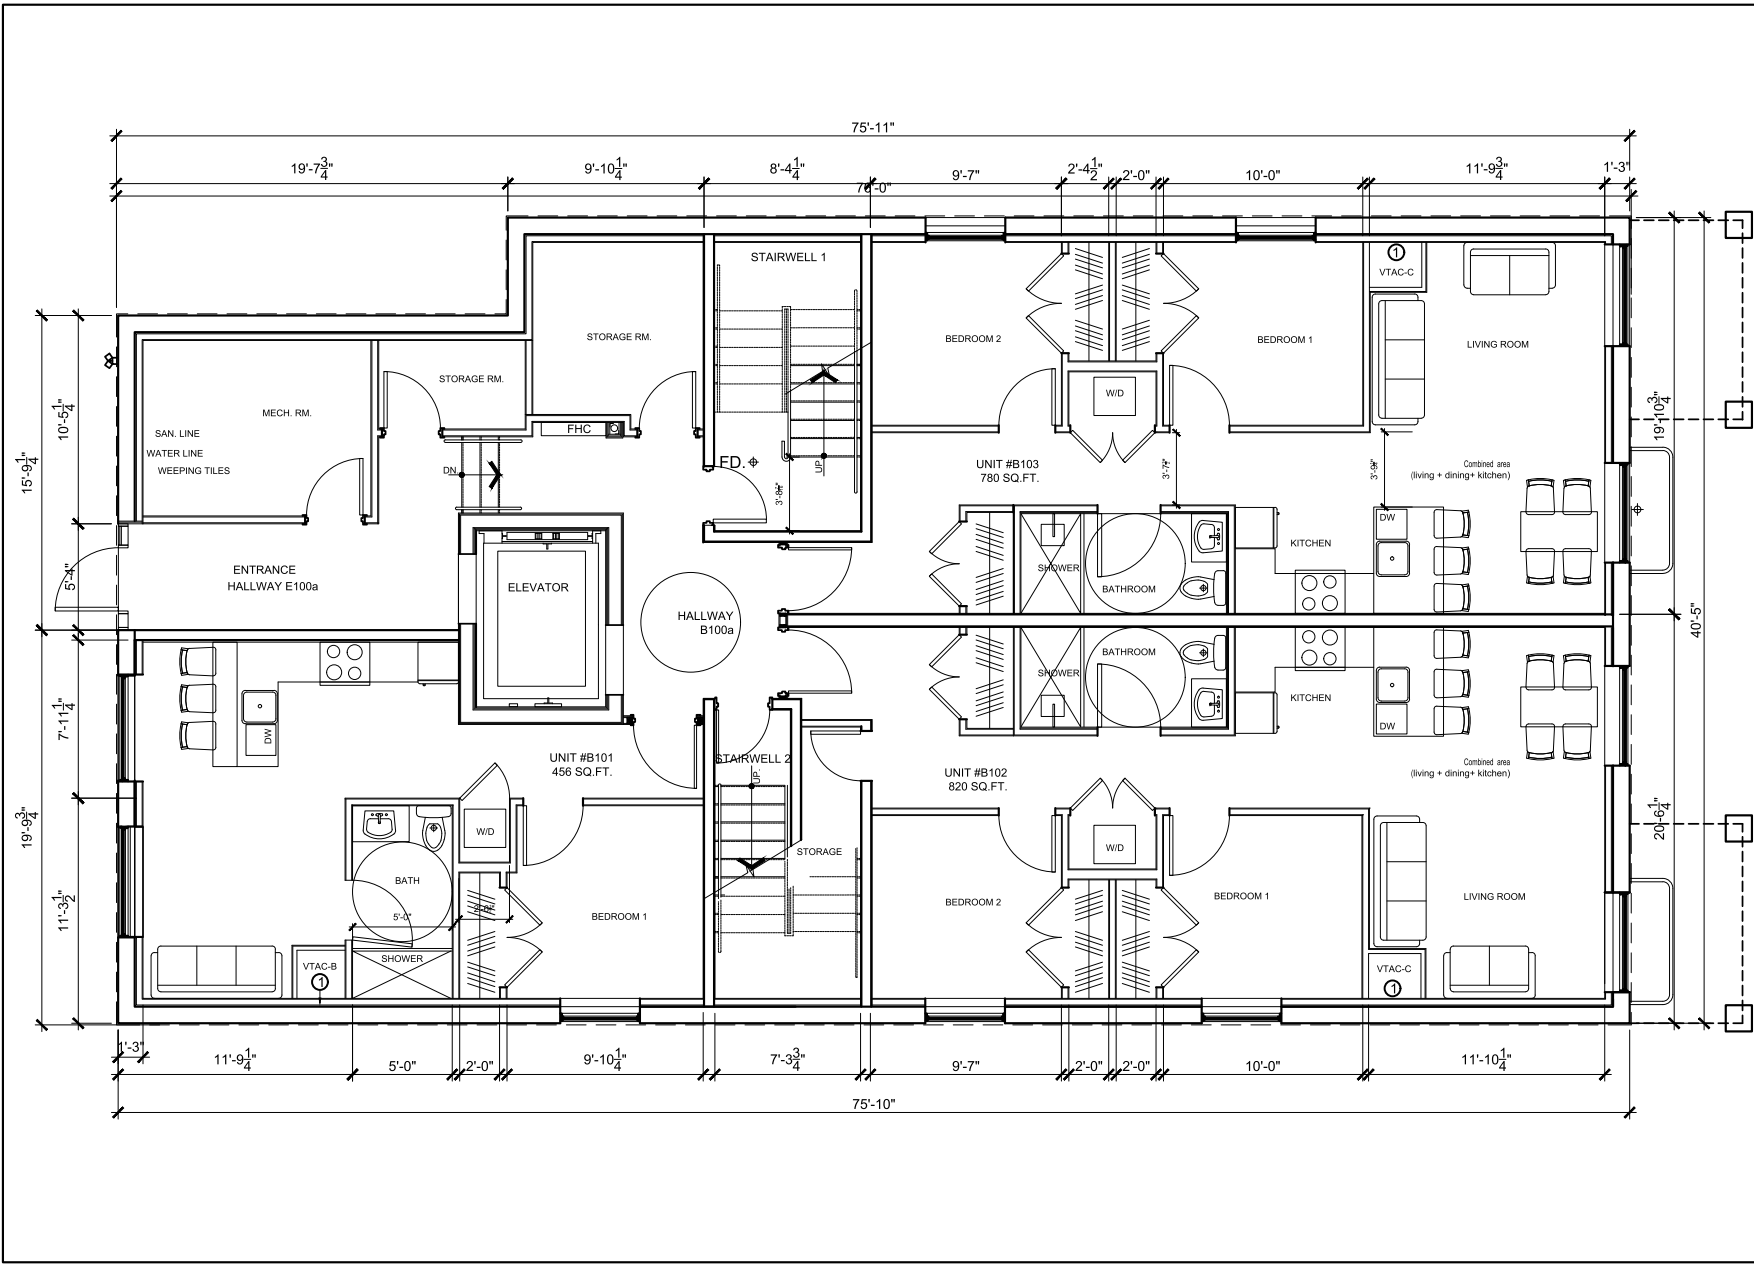 75'-11"
19'-7 3/4"
9'-10 1/4"
8'-4 1/4"
9'-7"
2'-4 1/2"
2'-0"
10'-0"
11'-9 3/4"
1'-3"
76'-0"
STAIRWELL 1
1
VTAC-C
STORAGE RM.
BEDROOM 2
BEDROOM 1
LIVING ROOM
STORAGE RM.
W/D
MECH. RM.
SAN. LINE
WATER LINE
WEEPING TILES
FHC
DN
FD.
UP
UNIT #B103
780 SQ.FT.
Combined area
(living + dining+ kitchen)
10'-5 1/4"
15'-9 1/4"
19'-10 3/4"
DW
KITCHEN
ENTRANCE
HALLWAY E100a
5'-4"
ELEVATOR
SHOWER
BATHROOM
HALLWAY
B100a
40'-5"
BATHROOM
SHOWER
KITCHEN
DW
7'-11 1/4"
DW
UNIT #B101
456 SQ.FT.
STAIRWELL 2
UP.
UNIT #B102
820 SQ.FT.
Combined area
(living + dining+ kitchen)
19'-9 3/4"
20'-6 1/4"
W/D
STORAGE
W/D
BATH
5'-0"
2'-0"
11'-3 1/2"
BEDROOM 1
BEDROOM 2
BEDROOM 1
LIVING ROOM
SHOWER
VTAC-B
1
VTAC-C
1
1'-3"
11'-9 1/4"
5'-0"
2'-0"
9'-10 1/4"
7'-3 3/4"
9'-7"
2'-0"
2'-0"
10'-0"
11'-10 1/4"
75'-10"